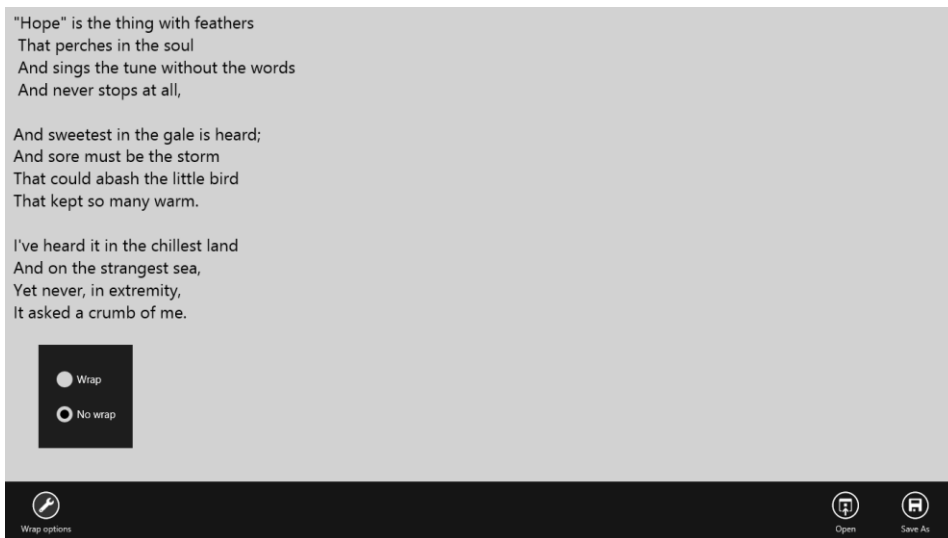 "Hope" is the thing with feathers
That perches in the soul
And sings the tune without the words
And never stops at all,
And sweetest in the gale is heard;
And sore must be the storm
That could abash the little bird
That kept so many warm.
I've heard it in the chillest land
And on the strangest sea,
Yet never, in extremity,
It asked a crumb of me.
Wrap
No wrap
Wrap options
Open
Save As